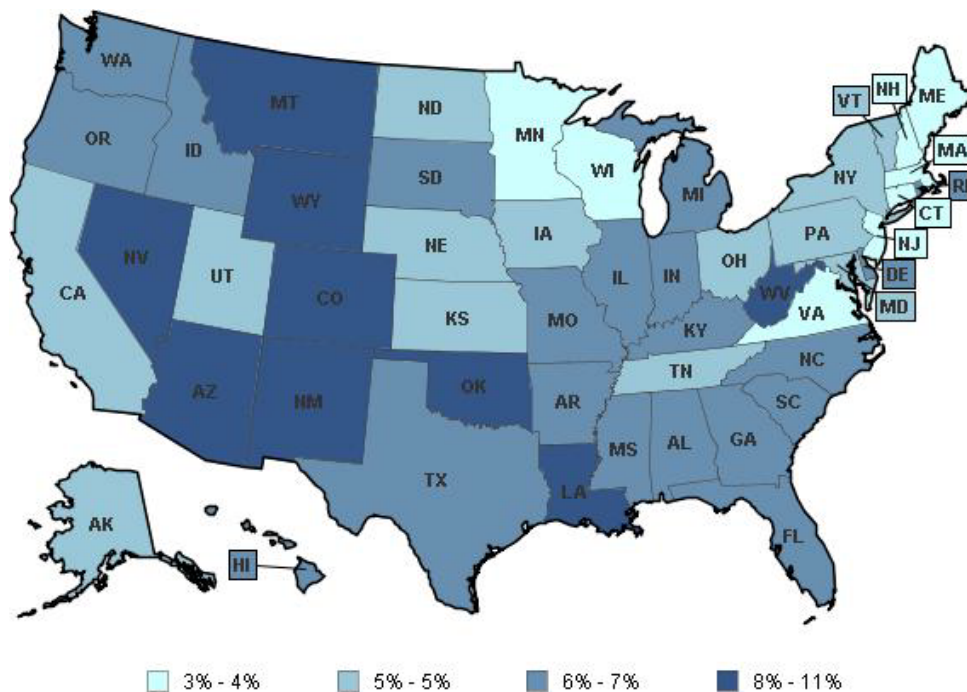 WA
MT
ND
MN
VT
NH
ME
OR
ID
SD
WI
MI
NY
MA
RI
WY
CT
NE
IA
PA
NJ
NV
UT
CO
IL
IN
OH
DE
CA
KS
MO
WV
VA
MD
KY
NC
AZ
NM
OK
AR
TN
SC
TX
LA
MS
AL
GA
AK
HI
FL
3% - 4%
5% - 5%
6% - 7%
8% - 11%